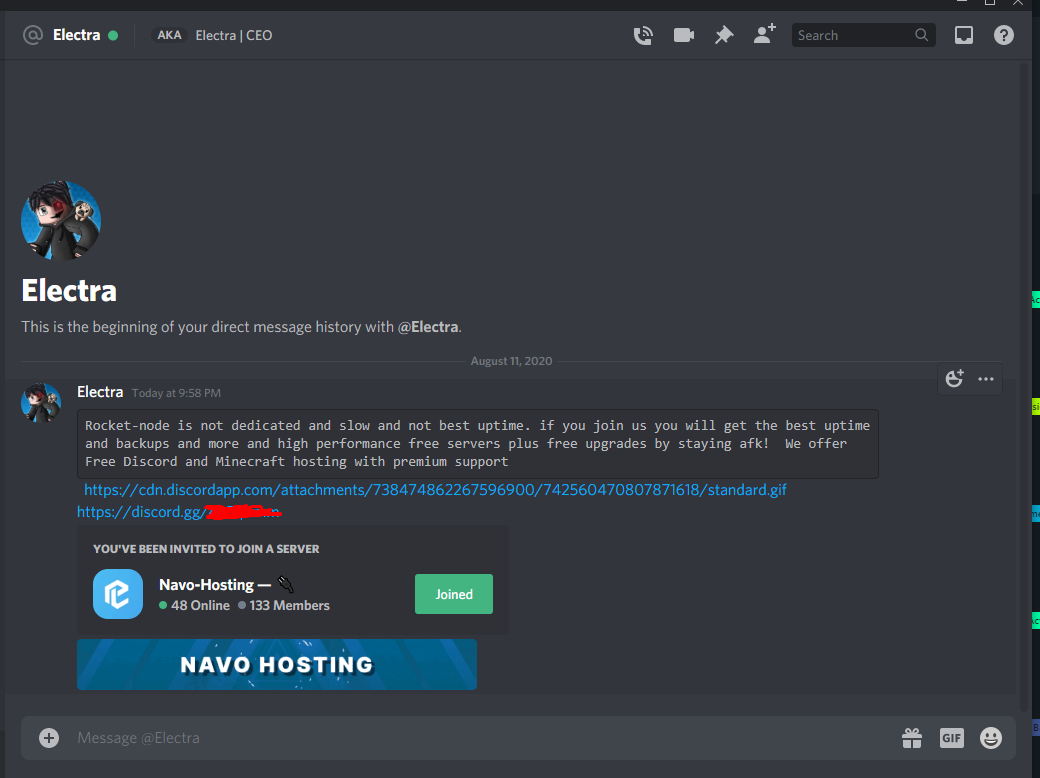 Electra AKA Electra | CEO Search
Electra
This is the beginning of your direct message history with @Electra.
August 11, 2020
Electra Today at 9:58 PM
Rocket-node is not dedicated and slow and not best uptime. if you join us you will get the best uptime
and backups and more and high performance free servers plus free upgrades by staying afk!  We offer
Free Discord and Minecraft hosting with premium support
https://cdn.discordapp.com/attachments/738474862267596900/742560470807871618/standard.gif
https://discord.gg/
YOU'VE BEEN INVITED TO JOIN A SERVER
Navo-Hosting —
48 Online 133 Members
Joined
NAVO HOSTING
Message @Electra
GIF